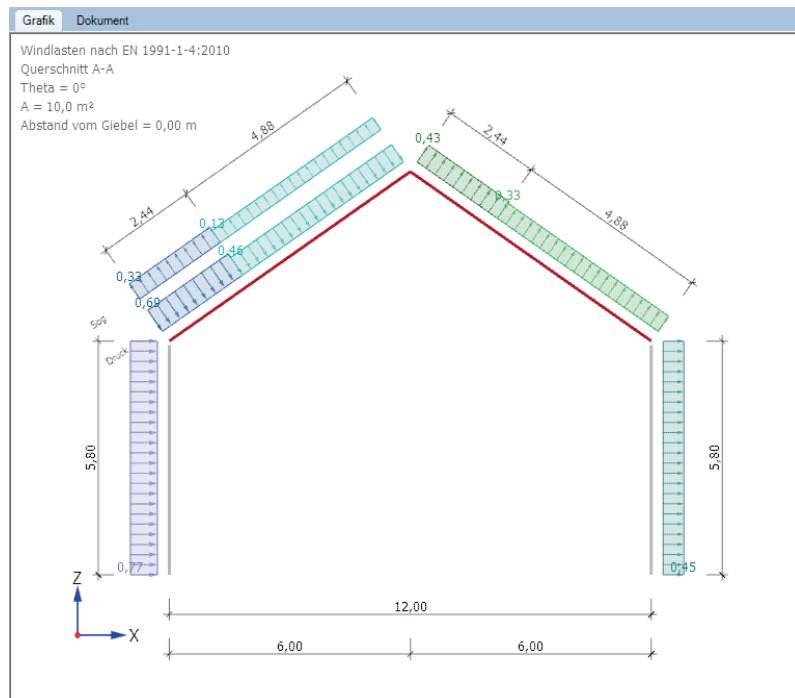 Grafik Dokument
Windlasten nach EN 1991-1-4:2010
Querschnitt A-A
Theta = 0°
A = 10,0 m²
Abstand vom Giebel = 0,00 m
4,88
2,44
0,43
2,44
0,13
0,33
4,88
0,46
0,33
0,69
Sog
Druck
5,80
5,80
0,77
0,45
Z
X
12,00
6,00
6,00